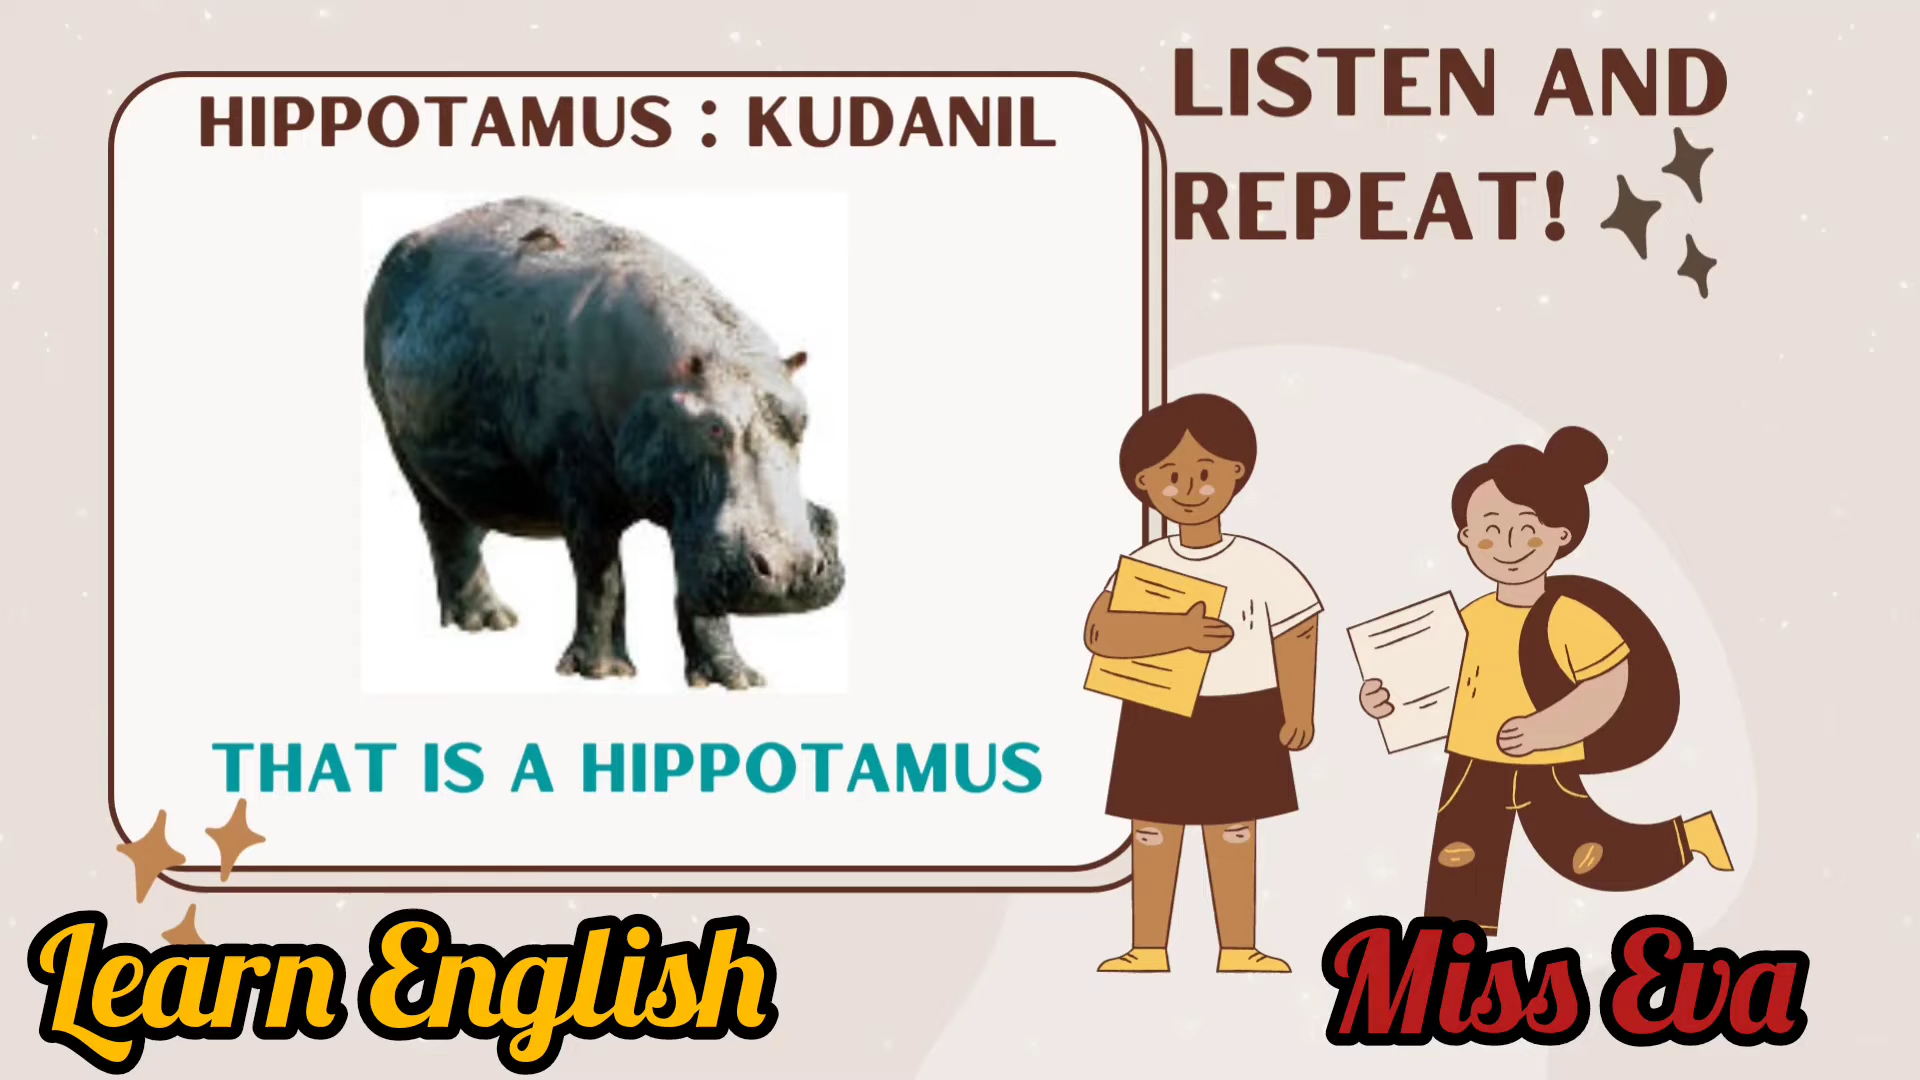 HIPPOTAMUS : KUDANIL
THAT IS A HIPPOTAMUS
LISTEN AND
REPEAT!
Learn English
Miss Eva